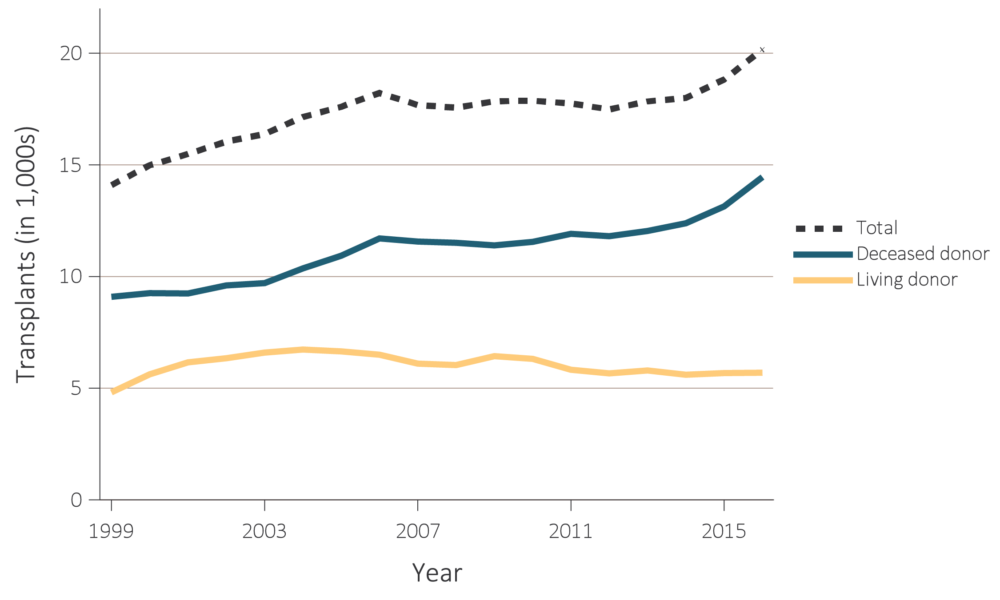 Transplants (in 1,000s)
20
15
10
5
0
1999 2003 2007 2011 2015
Year
Total
Deceased donor
Living donor
x